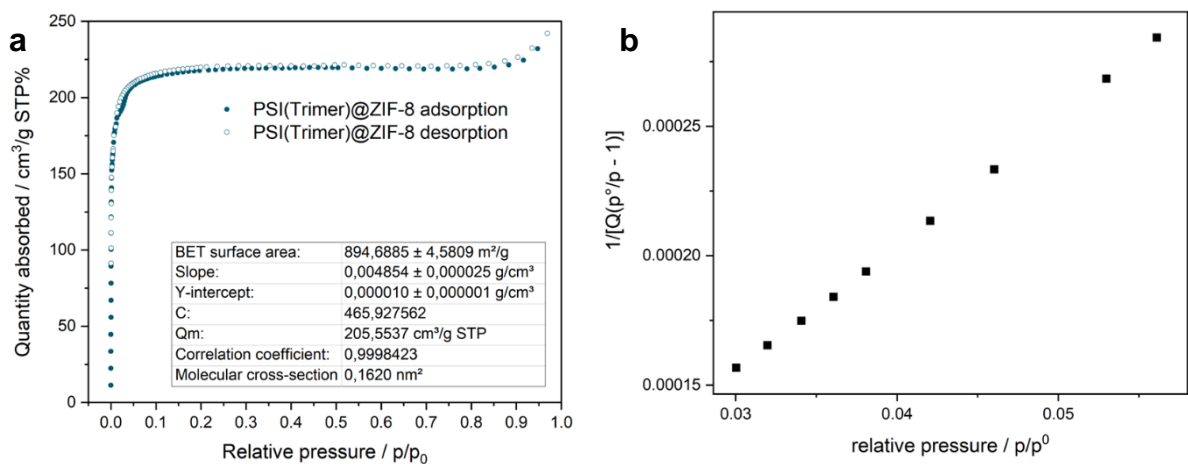 a
Quantity absorbed / cm³/g STP%
250
200
150
100
50
0
PSI(Trimer)@ZIF-8 adsorption
PSI(Trimer)@ZIF-8 desorption
BET surface area: 894,6885 ± 4,5809 m²/g
Slope: 0,004854 ± 0,000025 g/cm³
Y-intercept: 0,000010 ± 0,000001 g/cm³
C: 465,927562
Qm: 205,5537 cm³/g STP
Correlation coefficient: 0,9998423
Molecular cross-section 0,1620 nm²
0.0 0.1 0.2 0.3 0.4 0.5 0.6 0.7 0.8 0.9 1.0
Relative pressure / p/p₀
b
1/[Q(p°/p - 1)]
0.00025
0.00020
0.00015
0.03 0.04 0.05
relative pressure / p/p⁰